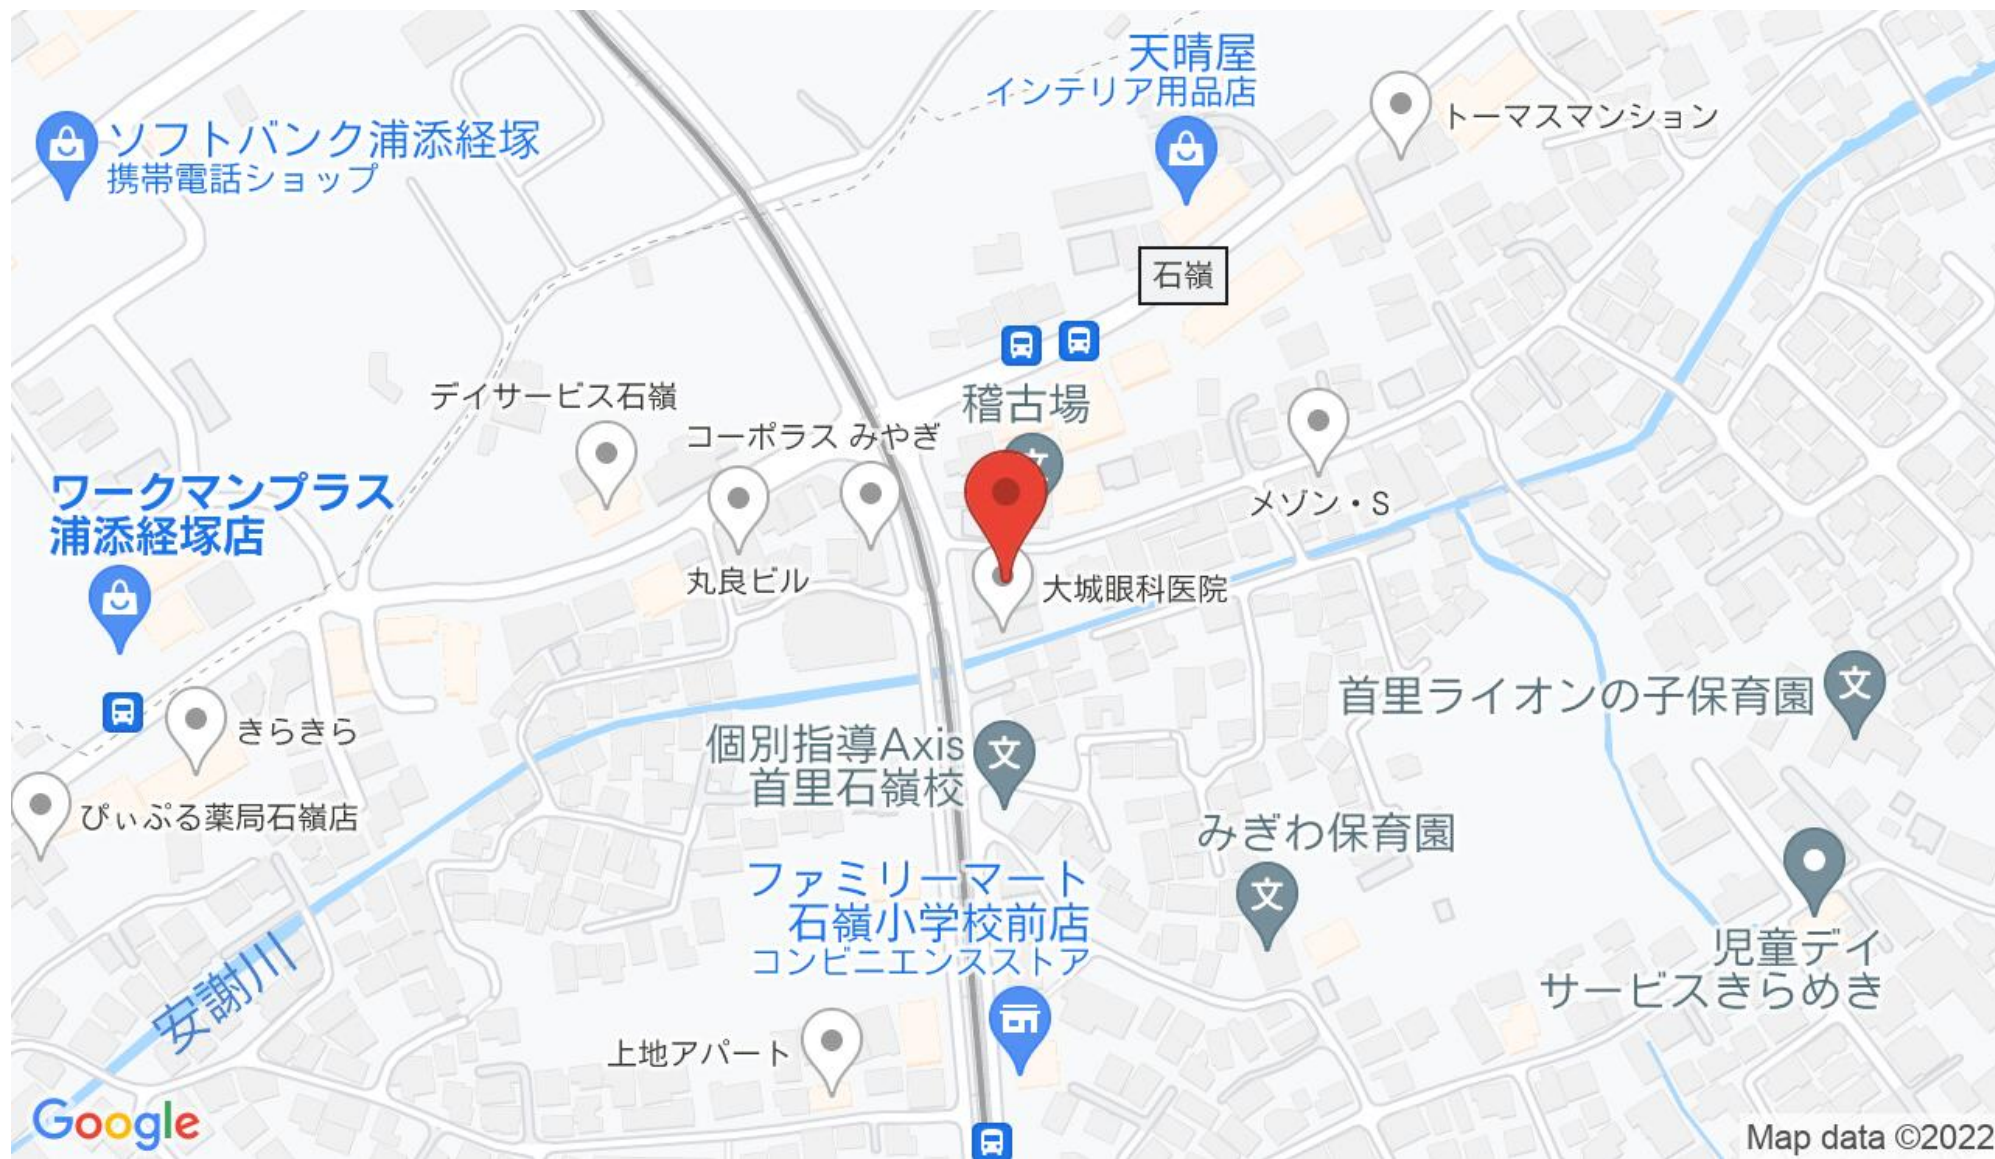 天晴屋
インテリア用品店
トーマスマンション
ソフトバンク浦添経塚
携帯電話ショップ
石嶺
デイサービス石嶺
稽古場
コーポラス みやぎ
ワークマンプラス
浦添経塚店
メゾン・S
丸良ビル
大城眼科医院
文
首里ライオンの子保育園
文
きらきら
個別指導Axis
首里石嶺校
文
ぴぃぷる薬局石嶺店
みぎわ保育園
文
ファミリーマート
石嶺小学校前店
コンビニエンスストア
児童デイ
サービスきらめき
安謝川
上地アパート
Google
Map data ©2022